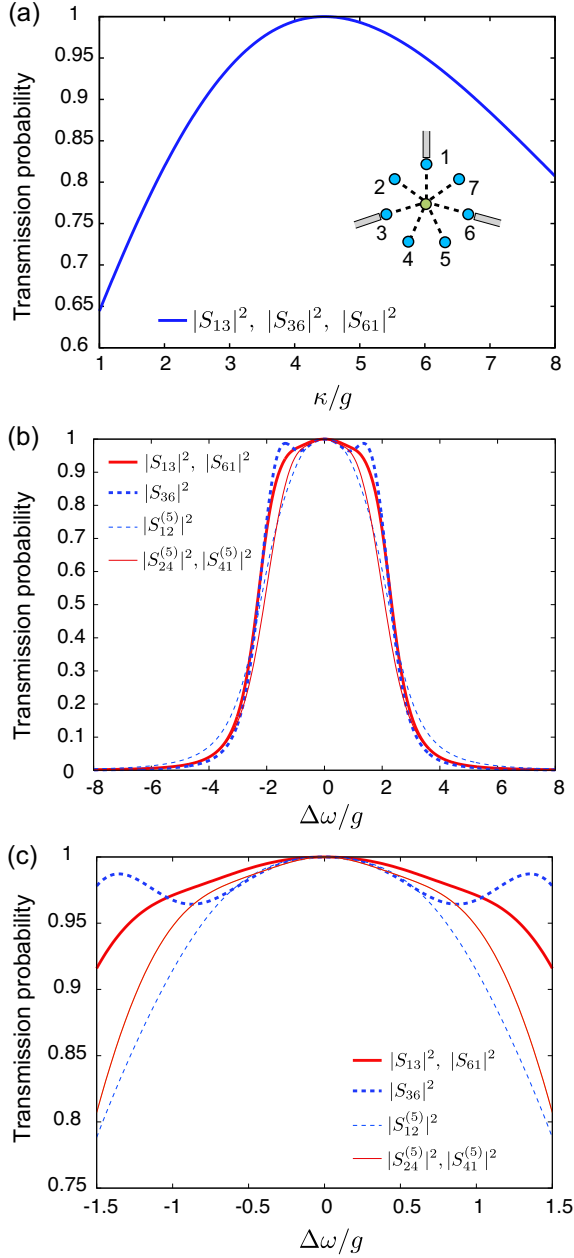 (a)
1
0.95
0.9
0.85
0.8
0.75
0.7
0.65
0.6
Transmission probability
1
2
7
3
6
4
5
|S₁₃|², |S₃₆|², |S₆₁|²
1 2 3 4 5 6 7 8
κ/g
(b)
1
0.9
0.8
0.7
0.6
0.5
0.4
0.3
0.2
0.1
0
Transmission probability
|S₁₃|², |S₆₁|²
|S₃₆|²
|S₁₂⁽⁵⁾|²
|S₂₄⁽⁵⁾|²,|S₄₁⁽⁵⁾|²
-8 -6 -4 -2 0 2 4 6 8
Δω/g
(c)
1
0.95
0.9
0.85
0.8
0.75
Transmission probability
|S₁₃|², |S₆₁|²
|S₃₆|²
|S₁₂⁽⁵⁾|²
|S₂₄⁽⁵⁾|²,|S₄₁⁽⁵⁾|²
-1.5 -1 -0.5 0 0.5 1 1.5
Δω/g